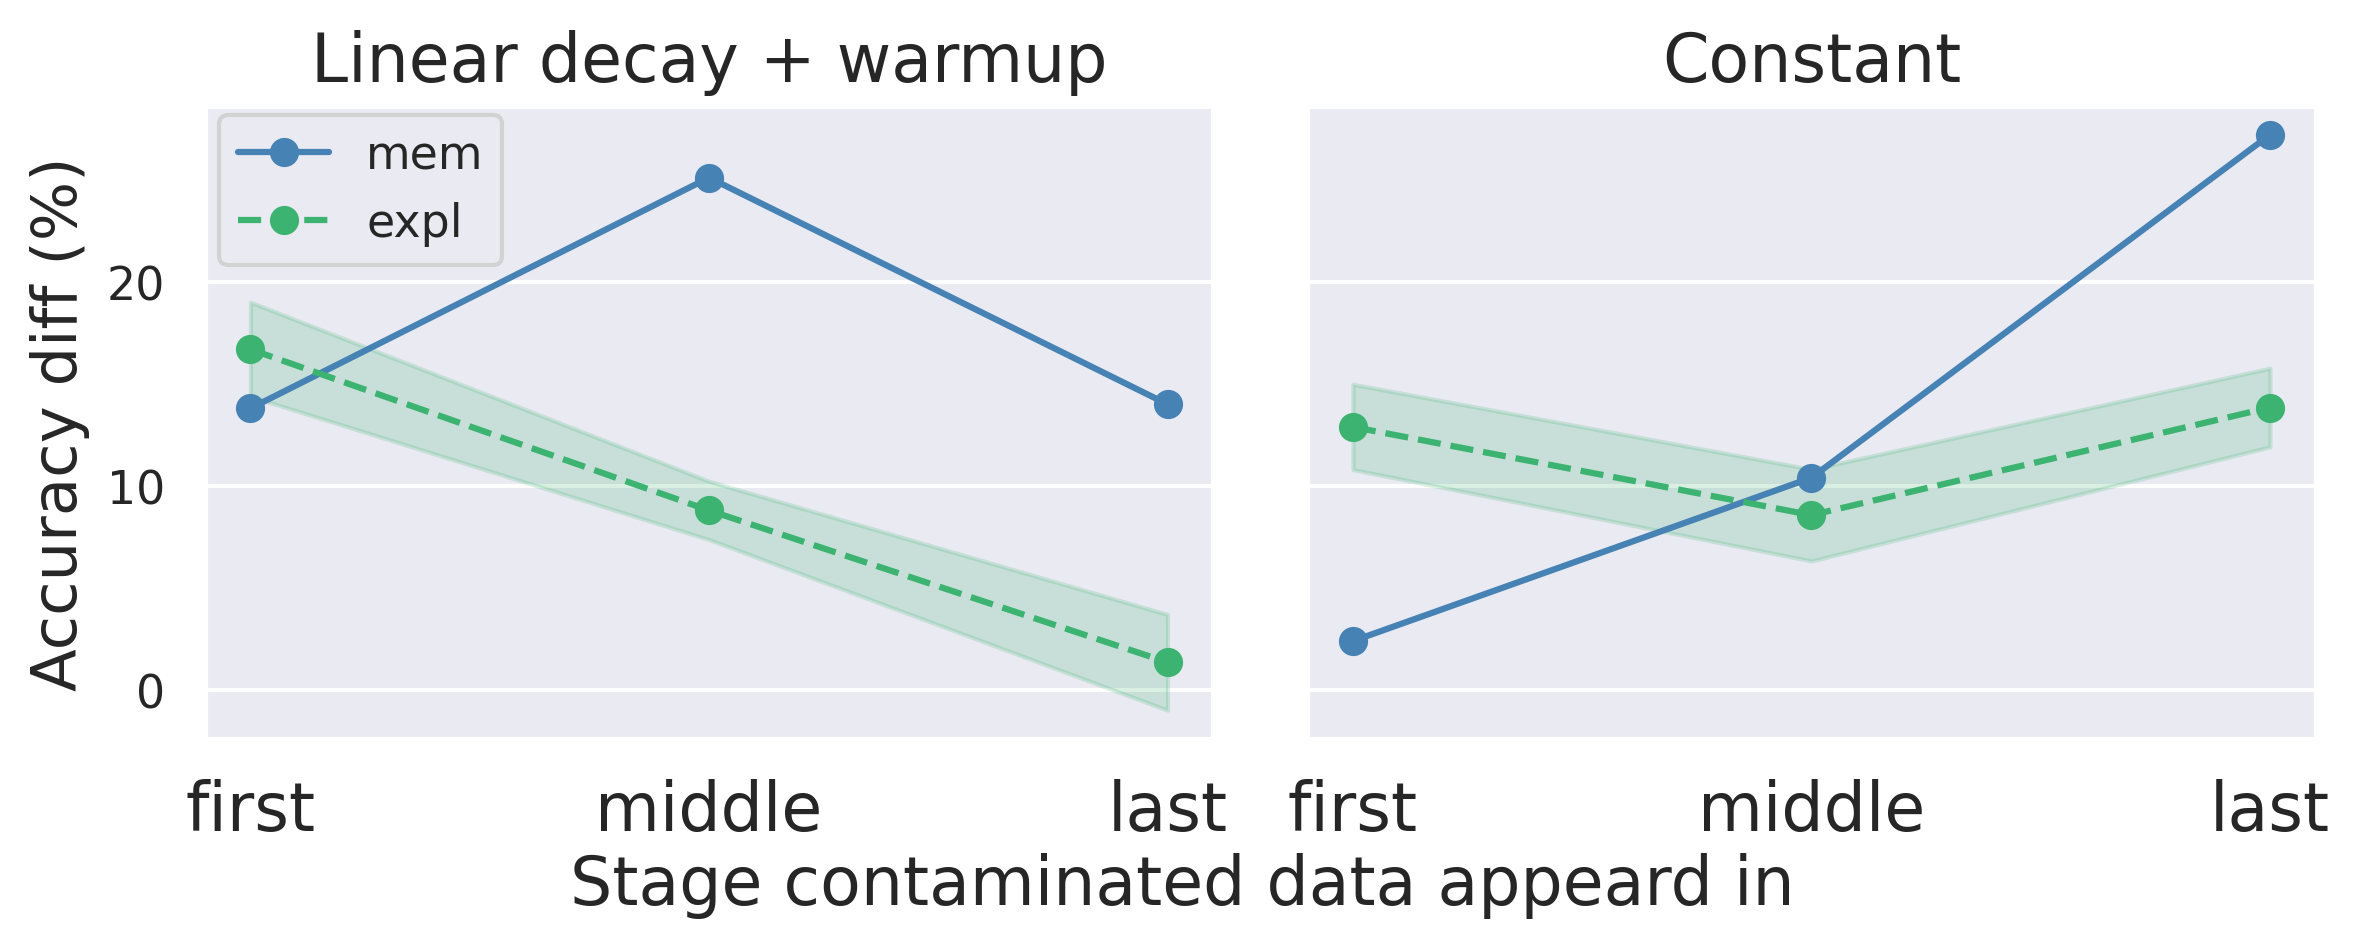 Linear decay + warmup
Constant
mem
expl
Accuracy diff (%)
20
10
0
first
middle
last
first
middle
last
Stage contaminated data appeard in